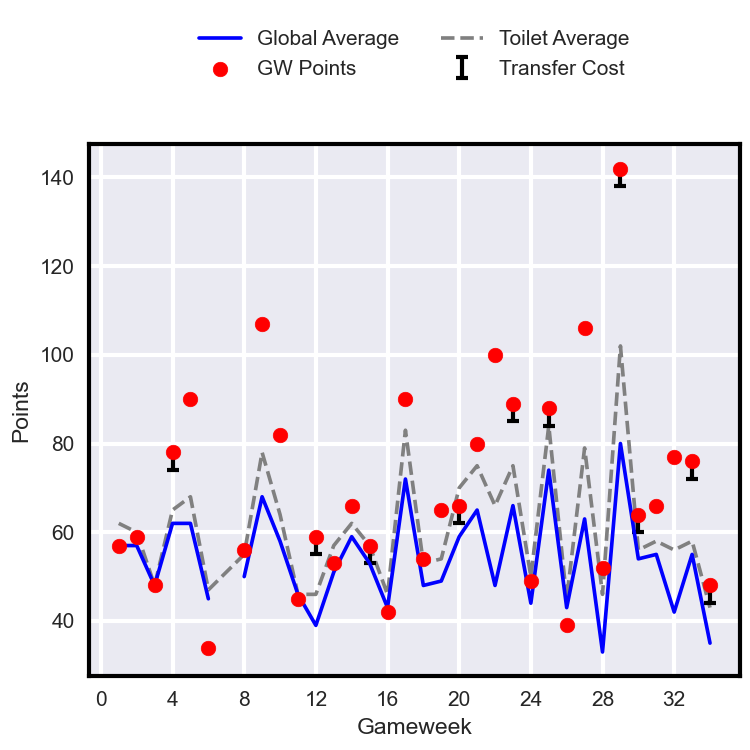 Global Average
Toilet Average
GW Points
Transfer Cost
140
120
100
80
60
40
Points
0 4 8 12 16 20 24 28 32
Gameweek